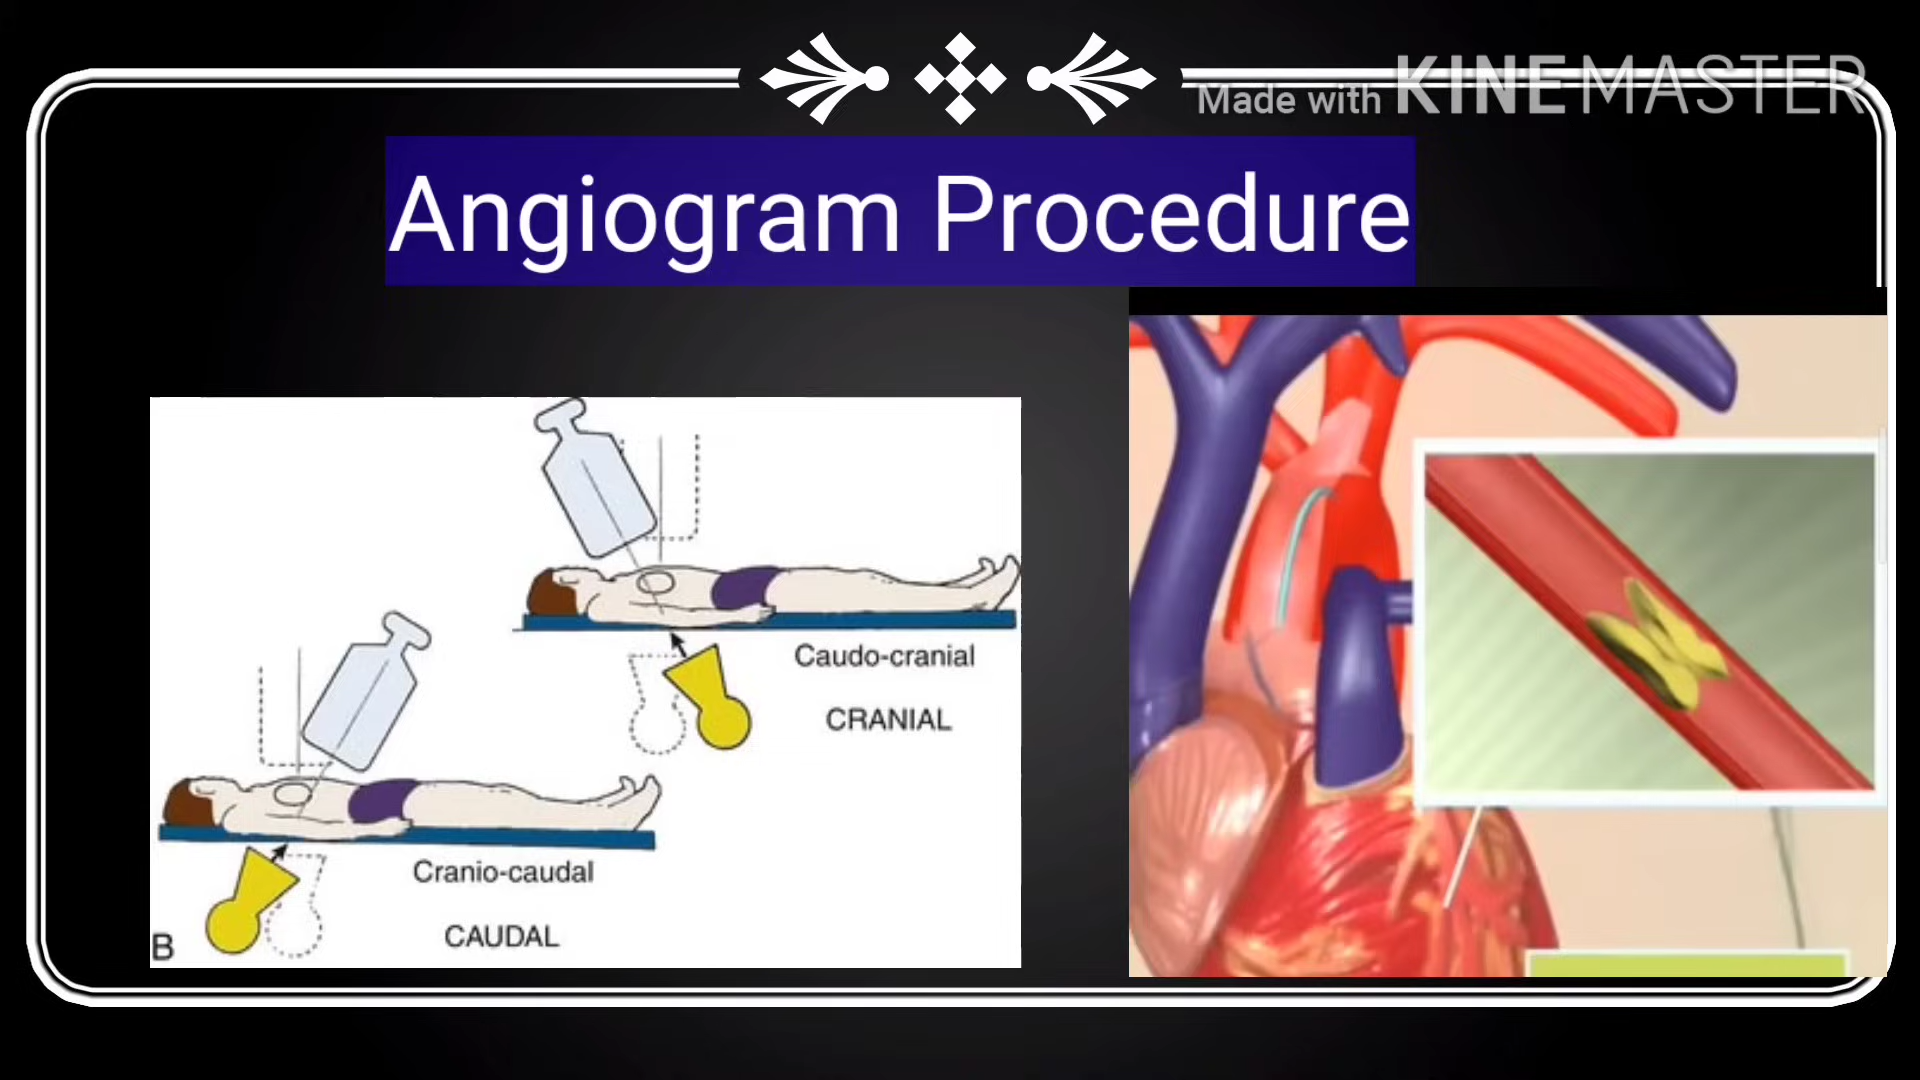 Made with KINEMASTER
Angiogram Procedure
Caudo-cranial
CRANIAL
Cranio-caudal
CAUDAL
B